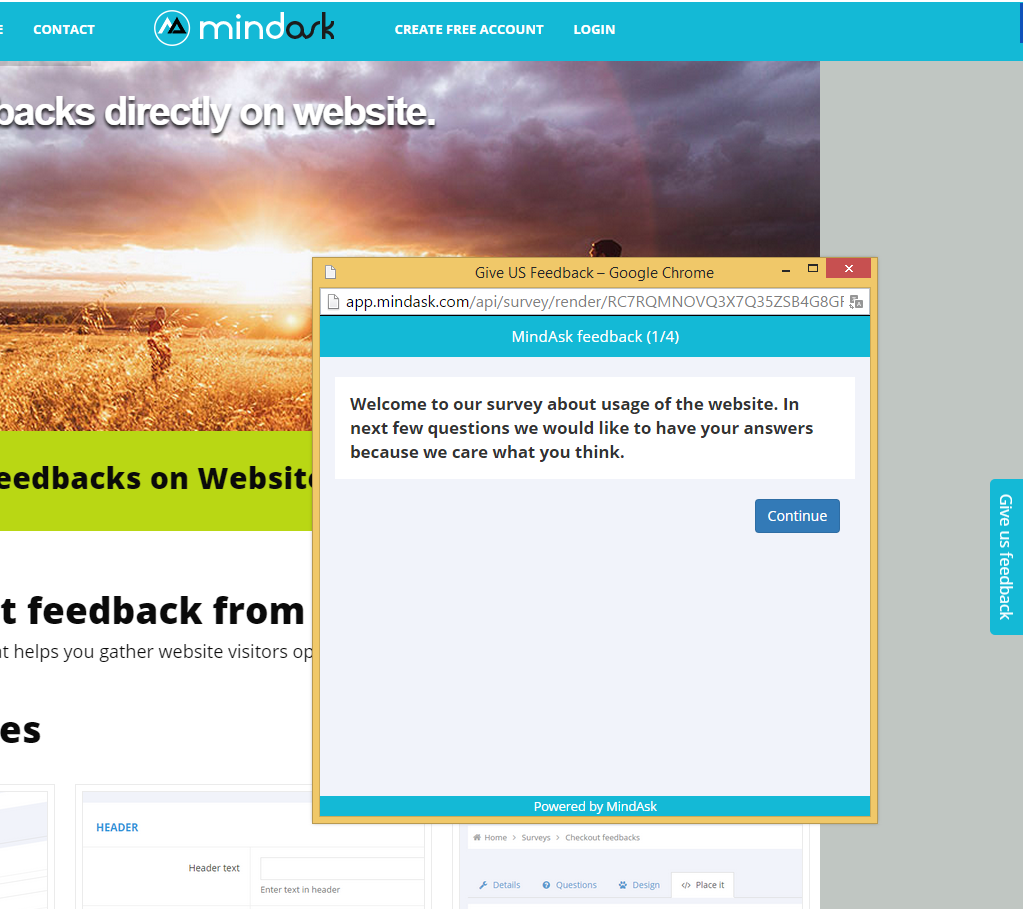 E CONTACT mindask CREATE FREE ACCOUNT LOGIN
backs directly on website.
Give US Feedback – Google Chrome
app.mindask.com/api/survey/render/RC7RQMNOVQ3X7Q35ZSB4G8G
MindAsk feedback (1/4)
Welcome to our survey about usage of the website. In
next few questions we would like to have your answers
because we care what you think.
Continue
Powered by MindAsk
Give us feedback
eedbacks on Website
t feedback from
at helps you gather website visitors op
es
HEADER
Header text
Enter text in header
Home > Surveys > Checkout feedbacks
Details Questions Design </> Place it